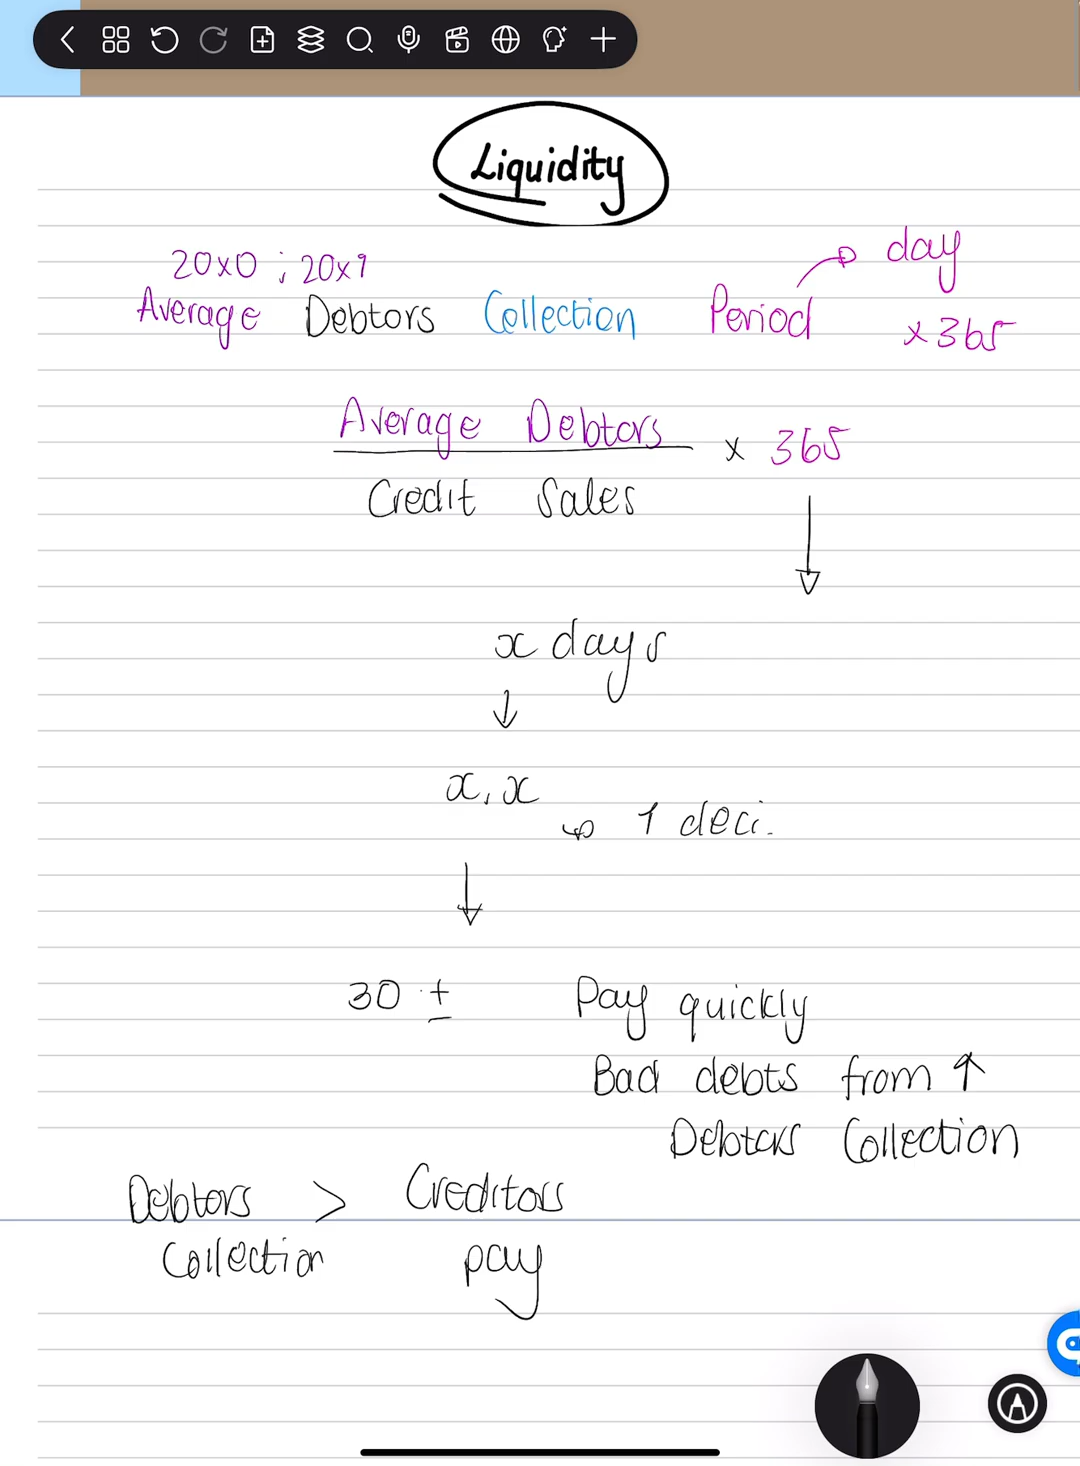 Liquidity
20x0 ; 20x1
day
Average Debtors Collection Period
x365
Average Debtors
x 365
Credit Sales
x days
x,x
1 deci.
30 ±
Pay quickly
Bad debts from ↑
Debtors Collection
Debtors > Creditors
Collection pay